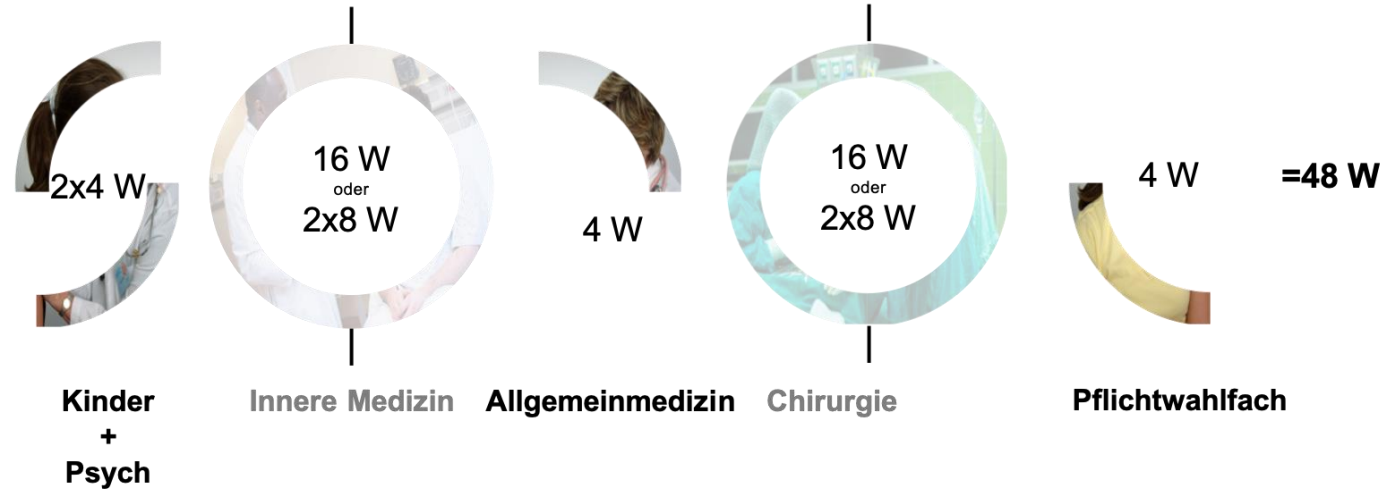 2x4 W
16 W
oder
2x8 W
4 W
16 W
oder
2x8 W
4 W
=48 W
Kinder
+
Psych
Innere Medizin
Allgemeinmedizin
Chirurgie
Pflichtwahlfach